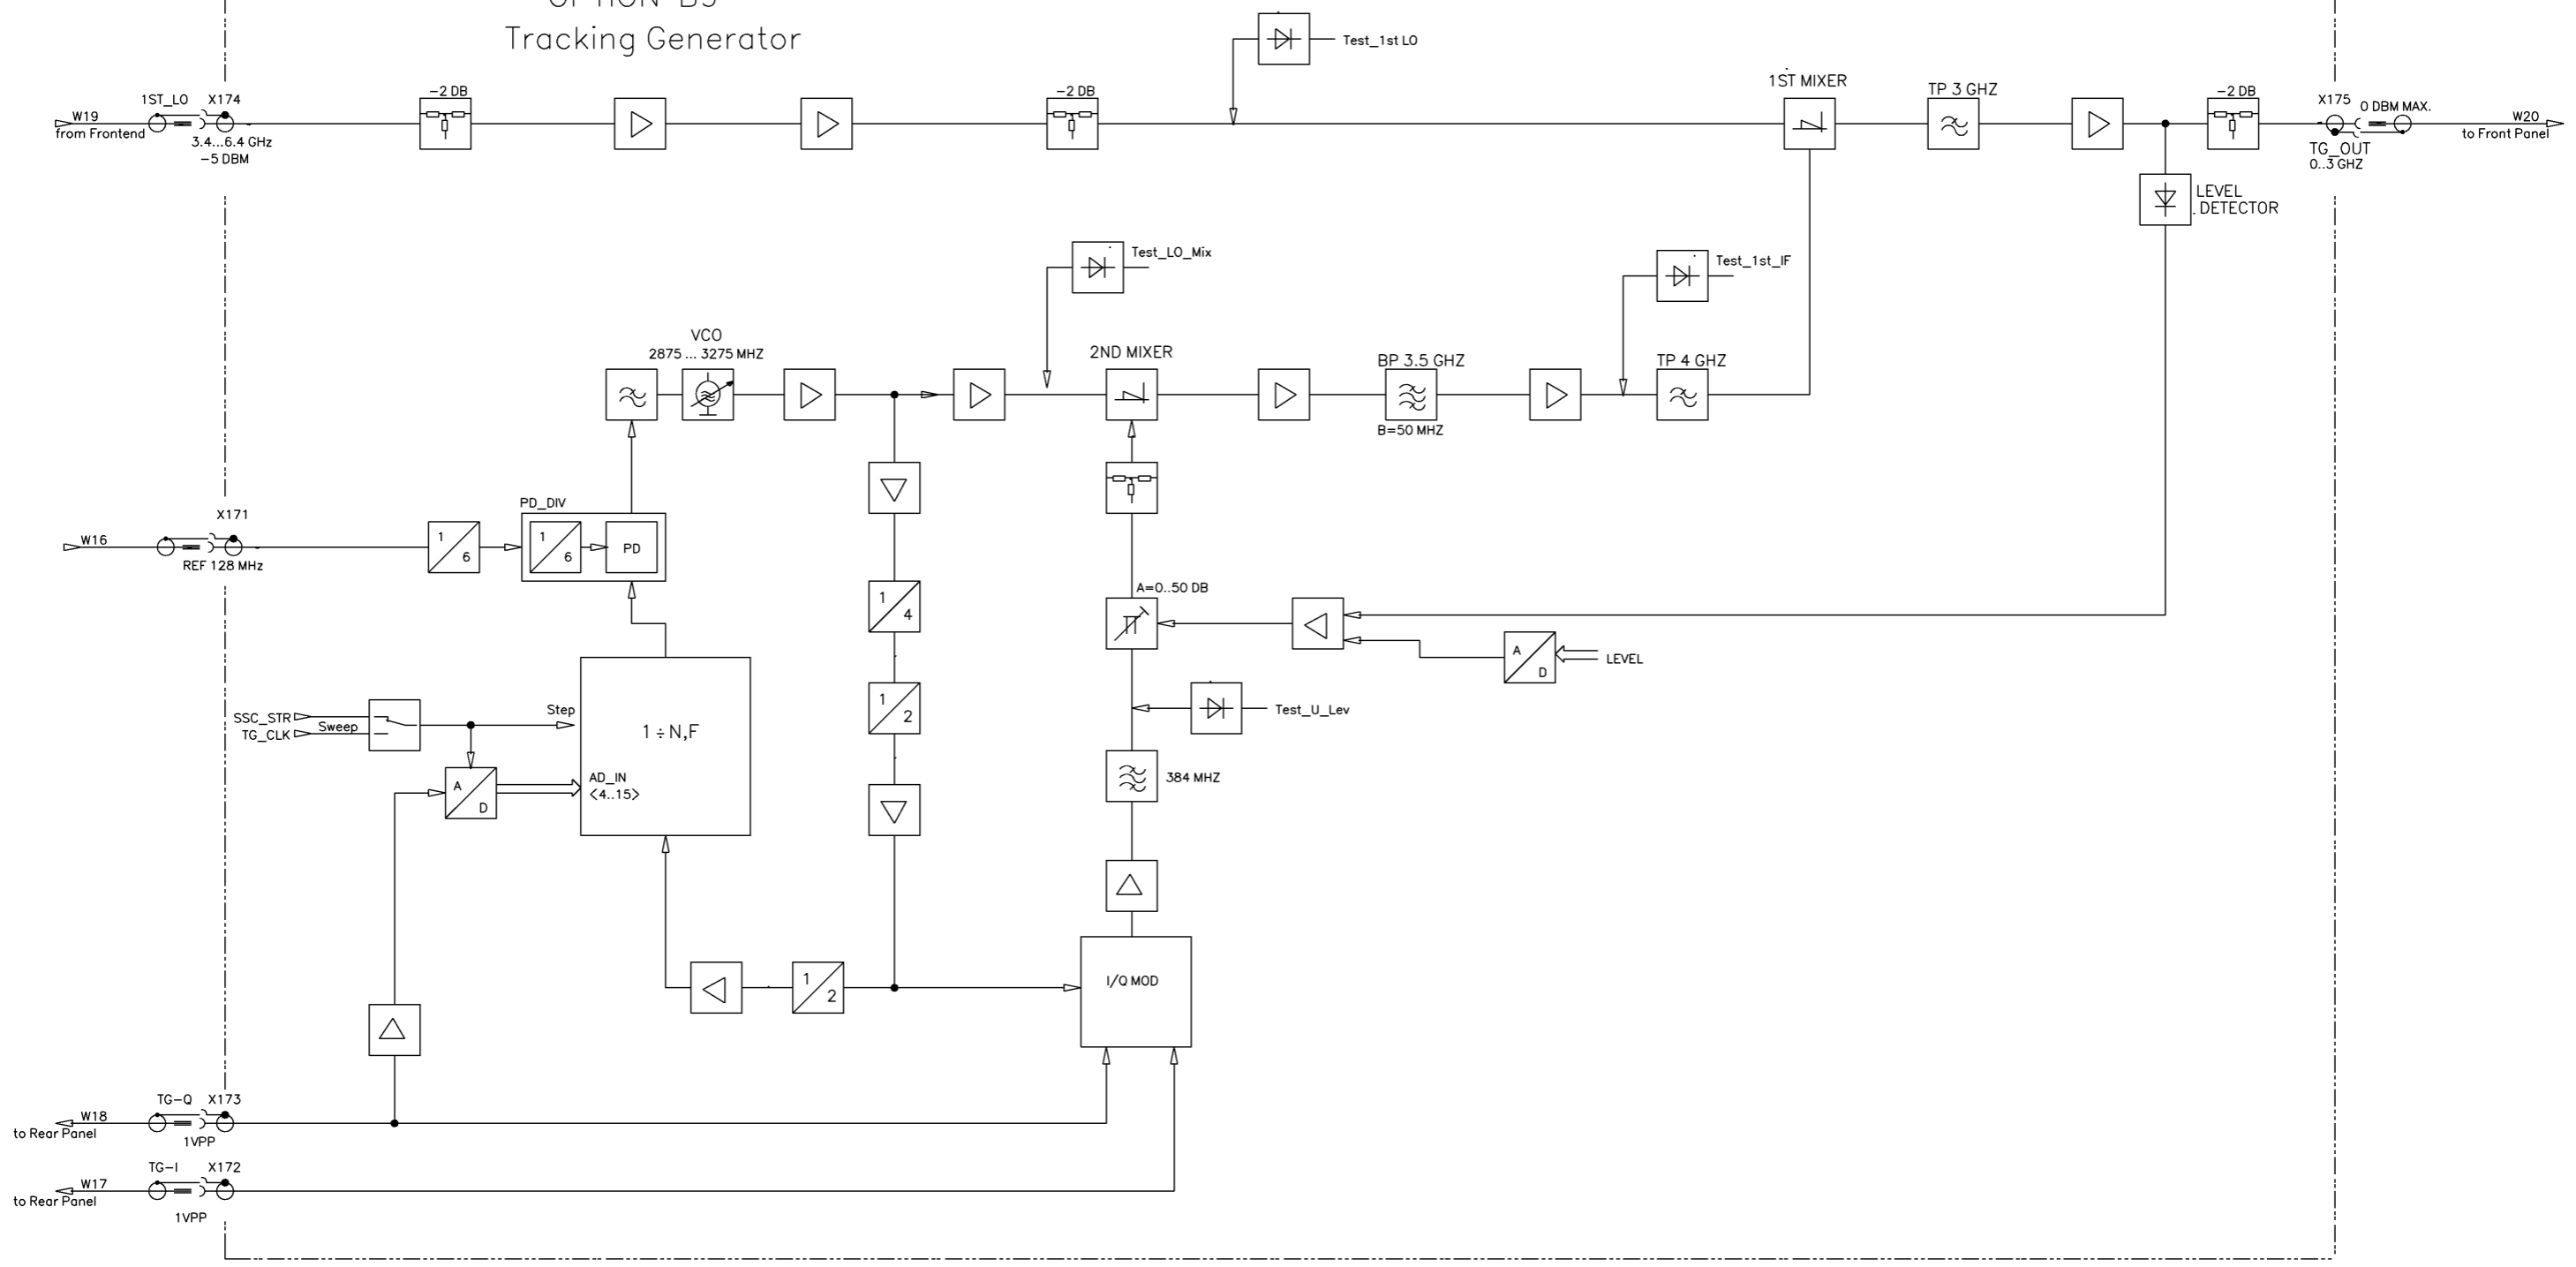 OPTION B9
Tracking Generator
Test_1st LO
1ST MIXER
TP 3 GHZ
-2 DB
-2 DB
-2 DB
1ST_LO X174
W19
from Frontend
3.4...6.4 GHz
-5 DBM
X175
0 DBM MAX.
W20
to Front Panel
TG_OUT
0..3 GHZ
LEVEL
DETECTOR
Test_LO_Mix
Test_1st_IF
VCO
2875 ... 3275 MHZ
2ND MIXER
BP 3.5 GHZ
B=50 MHZ
TP 4 GHZ
X171
W16
REF 128 MHz
1
6
PD_DIV
1
6
PD
1
4
A=0..50 DB
A
D
LEVEL
SSC_STR
Sweep
TG_CLK
Step
1÷N,F
AD_IN
<4..15>
A
D
1
2
Test_U_Lev
384 MHZ
1
2
I/Q MOD
TG-Q X173
W18
to Rear Panel
1VPP
TG-I X172
W17
to Rear Panel
1VPP